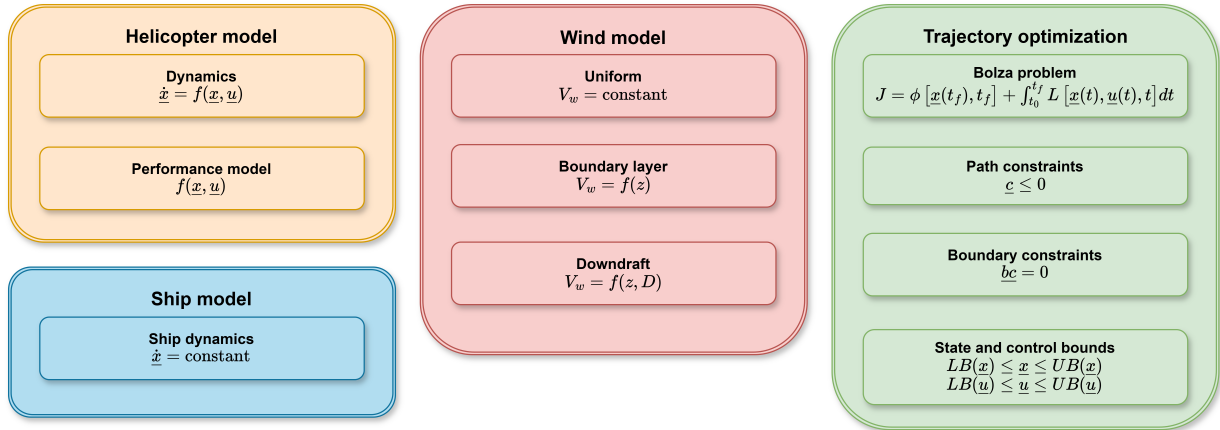 Helicopter model
Dynamics
ẋ = f(x, u)
Performance model
f(x, u)
Ship model
Ship dynamics
ẋ = constant
Wind model
Uniform
V_w = constant
Boundary layer
V_w = f(z)
Downdraft
V_w = f(z, D)
Trajectory optimization
Bolza problem
J = ϕ [x(t_f), t_f] + ∫_{t_0}^{t_f} L [x(t), u(t), t] dt
Path constraints
c ≤ 0
Boundary constraints
bc = 0
State and control bounds
LB(x) ≤ x ≤ UB(x)
LB(u) ≤ u ≤ UB(u)